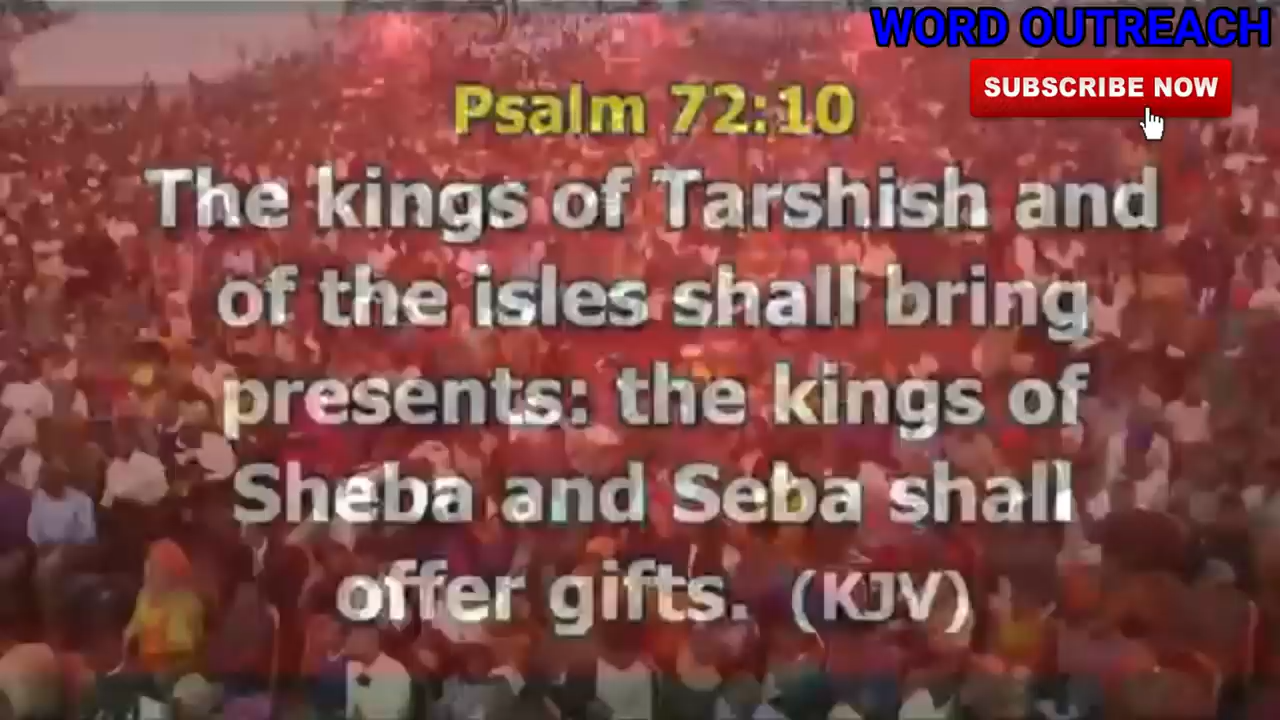 WORD OUTREACH
SUBSCRIBE NOW
Psalm 72:10
The kings of Tarshish and
of the isles shall bring
presents: the kings of
Sheba and Seba shall
offer gifts. (KJV)